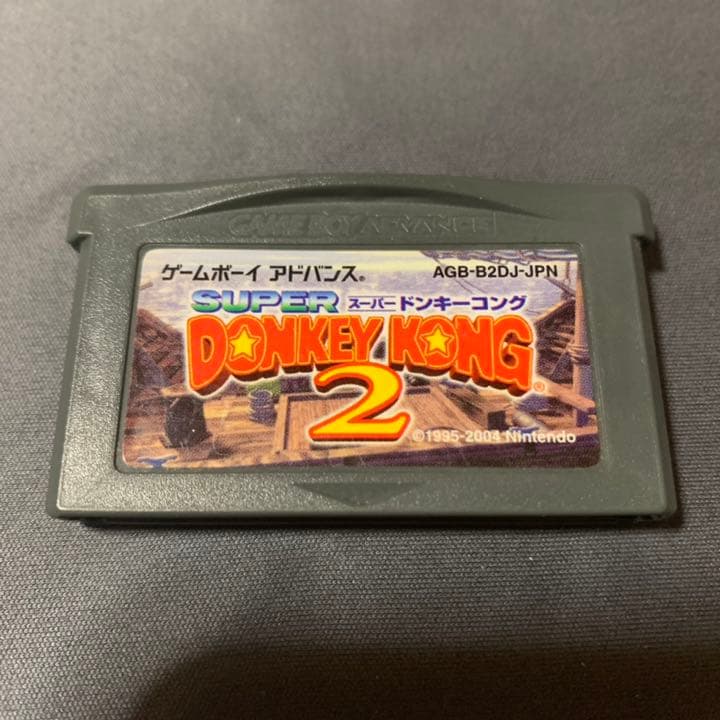 GAME BOY ADVANCE
ゲームボーイ アドバンス® AGB-B2DJ-JPN
SUPER スーパードンキーコング
DONKEY KONG®
2
©1995-2004 Nintendo